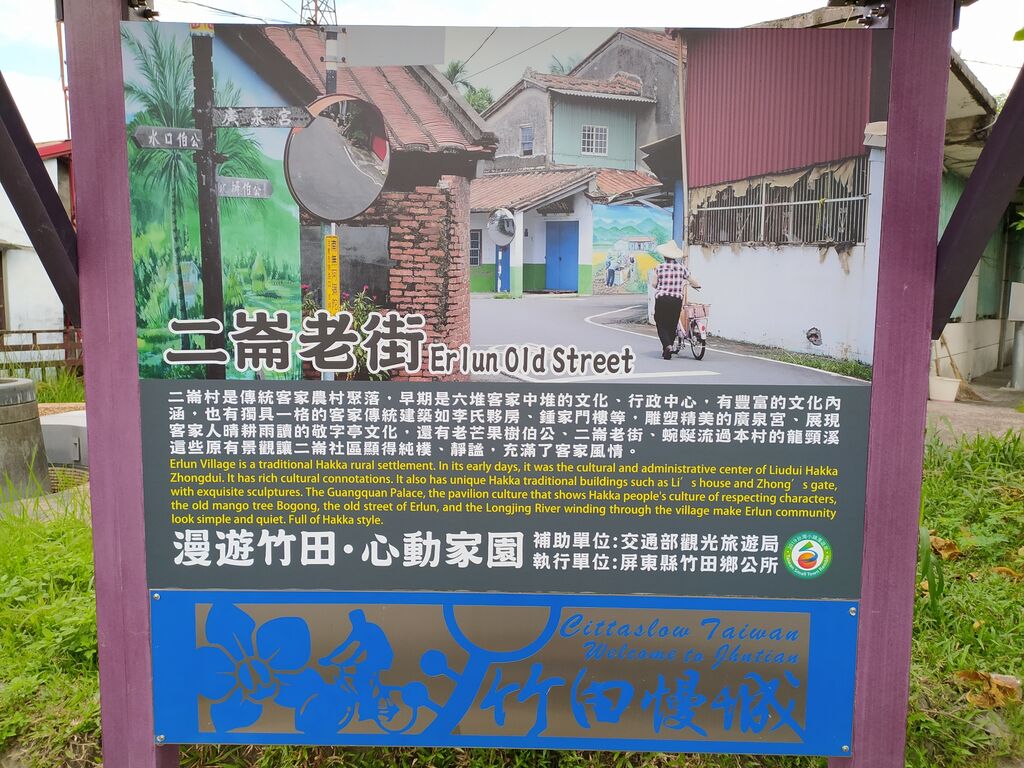 廣泉宮
水口伯公
伯公
二崙老街 Erlun Old Street
二崙村是傳統客家農村聚落，早期是六堆客家中堆的文化、行政中心，有豐富的文化內
涵，也有獨具一格的客家傳統建築如李氏夥房、鍾家門樓等，雕塑精美的廣泉宮、展現
客家人晴耕雨讀的敬字亭文化，還有老芒果樹伯公、二崙老街、蜿蜒流過本村的龍頸溪
這些原有景觀讓二崙社區顯得純樸、靜謐，充滿了客家風情。
Erlun Village is a traditional Hakka rural settlement. In its early days, it was the cultural and administrative center of Liudui Hakka
Zhongdui. It has rich cultural connotations. It also has unique Hakka traditional buildings such as Li′s house and Zhong′s gate,
with exquisite sculptures. The Guangquan Palace, the pavilion culture that shows Hakka people's culture of respecting characters,
the old mango tree Bogong, the old street of Erlun, and the Longjing River winding through the village make Erlun community
look simple and quiet. Full of Hakka style.
漫遊竹田·心動家園
補助單位:交通部觀光旅遊局
執行單位:屏東縣竹田鄉公所
Cittaslow Taiwan
Welcome to Jhutian
竹田慢城